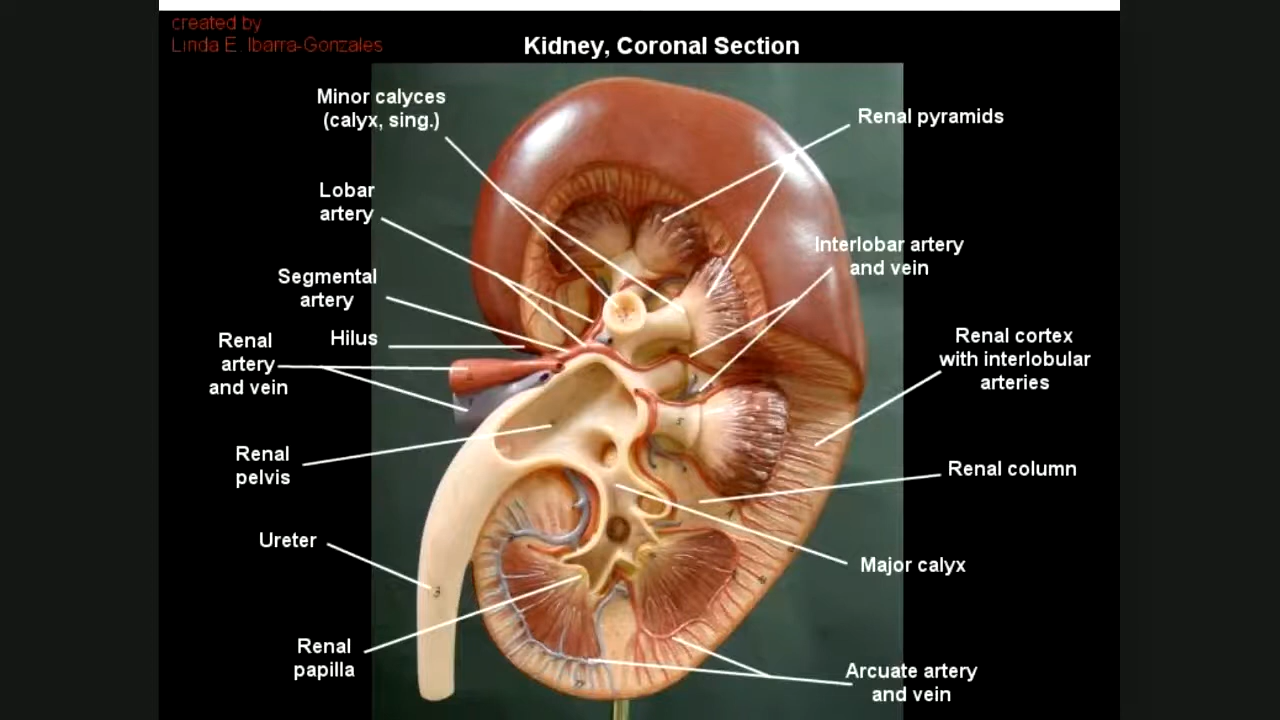 created by
Linda E. Ibarra-Gonzales
Kidney, Coronal Section
Minor calyces
(calyx, sing.)
Renal pyramids
Lobar
artery
Interlobar artery
and vein
Segmental
artery
Hilus
Renal
artery
and vein
Renal cortex
with interlobular
arteries
Renal
pelvis
Renal column
Ureter
Major calyx
Renal
papilla
Arcuate artery
and vein
3
5